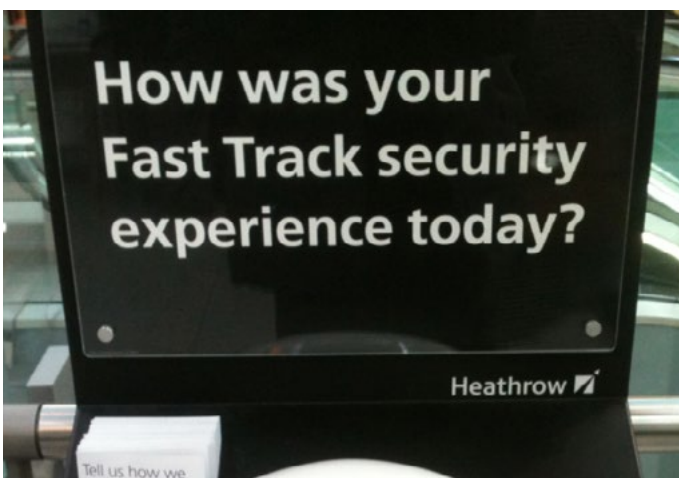 How was your
Fast Track security
experience today?
Heathrow
Tell us how we